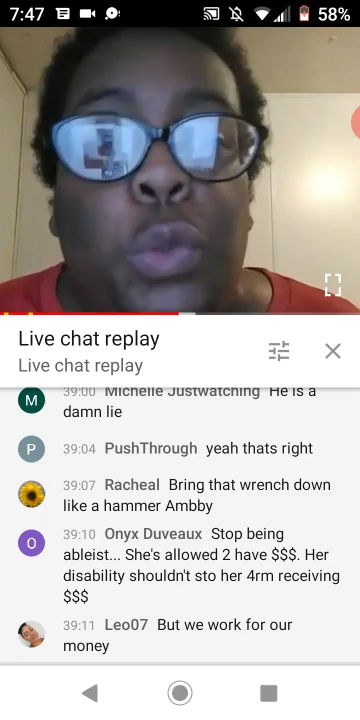 7:47
58%
Live chat replay
Live chat replay
M 39:00 Michelle Justwatching He is a
damn lie
P 39:04 PushThrough yeah thats right
39:07 Racheal Bring that wrench down
like a hammer Ambby
O 39:10 Onyx Duveaux Stop being
ableist... She's allowed 2 have $$$. Her
disability shouldn't sto her 4rm receiving
$$$
39:11 Leo07 But we work for our
money